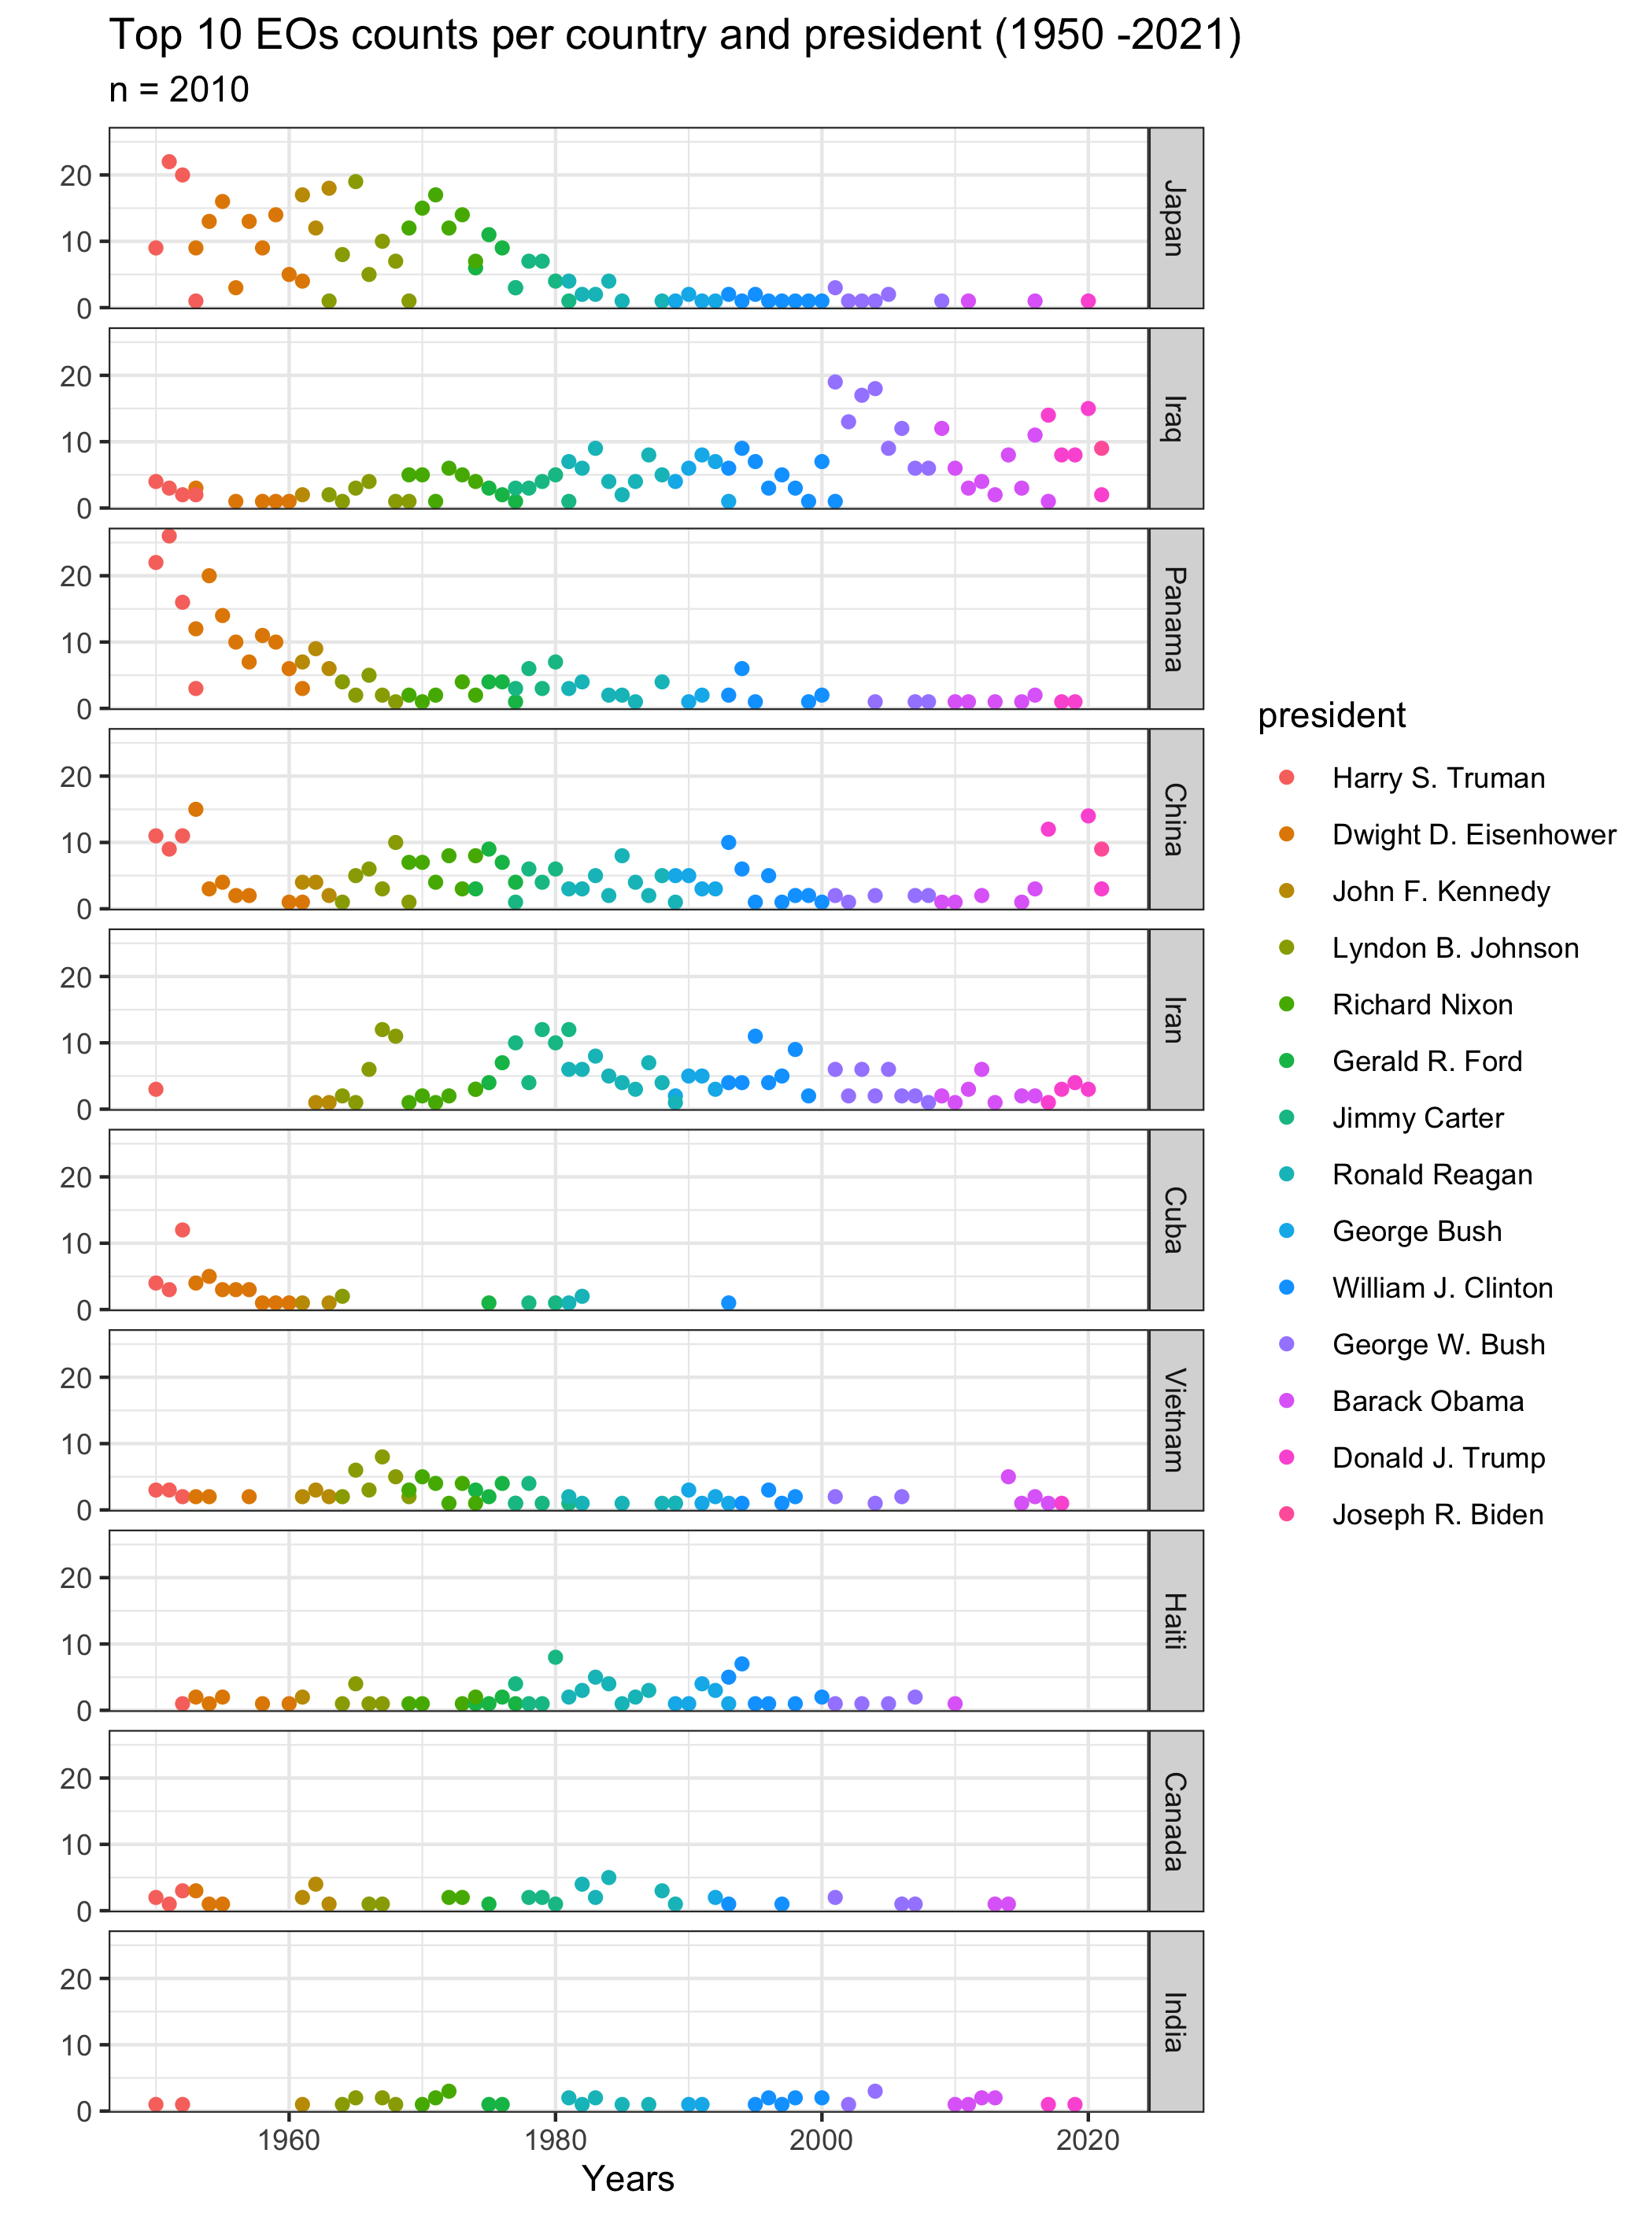 Top 10 EOs counts per country and president (1950 -2021)
n = 2010
20
10
0
Japan
20
10
0
Iraq
20
10
0
Panama
20
10
0
China
20
10
0
Iran
20
10
0
Cuba
20
10
0
Vietnam
20
10
0
Haiti
20
10
0
Canada
20
10
0
India
1960 1980 2000 2020
Years
president
Harry S. Truman
Dwight D. Eisenhower
John F. Kennedy
Lyndon B. Johnson
Richard Nixon
Gerald R. Ford
Jimmy Carter
Ronald Reagan
George Bush
William J. Clinton
George W. Bush
Barack Obama
Donald J. Trump
Joseph R. Biden